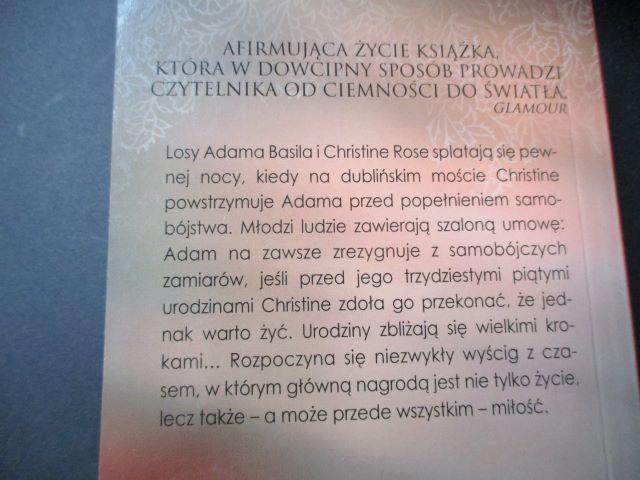 AFIRMUJĄCA ŻYCIE KSIĄŻKA,
KTÓRA W DOWCIPNY SPOSÓB PROWADZI
CZYTELNIKA OD CIEMNOŚCI DO ŚWIATŁA.
GLAMOUR
Losy Adama Basila i Christine Rose splatają się pew-
nej nocy, kiedy na dublińskim moście Christine
powstrzymuje Adama przed popełnieniem samo-
bójstwa. Młodzi ludzie zawierają szaloną umowę:
Adam na zawsze zrezygnuje z samobójczych
zamiarów, jeśli przed jego trzydziestymi piątymi
urodzinami Christine zdoła go przekonać, że jed-
nak warto żyć. Urodziny zbliżają się wielkimi kro-
kami... Rozpoczyna się niezwykły wyścig z cza-
sem, w którym główną nagrodą jest nie tylko życie,
lecz także – a może przede wszystkim – miłość.